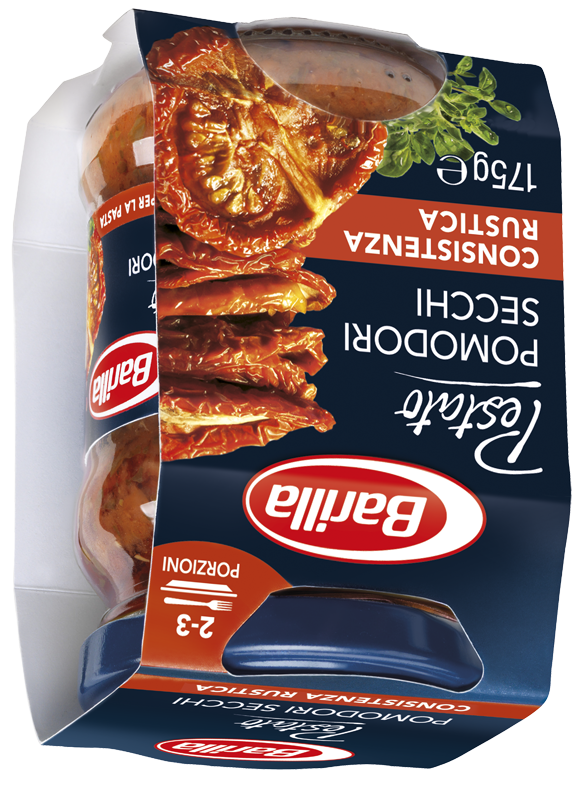 Barilla
Pestato
POMODORI SECCHI
CONSISTENZA RUSTICA
2-3
PORZIONI
Barilla
Pestato
POMODORI
SECCHI
CONSISTENZA
RUSTICA
175g e
Barilla
PER LA PASTA